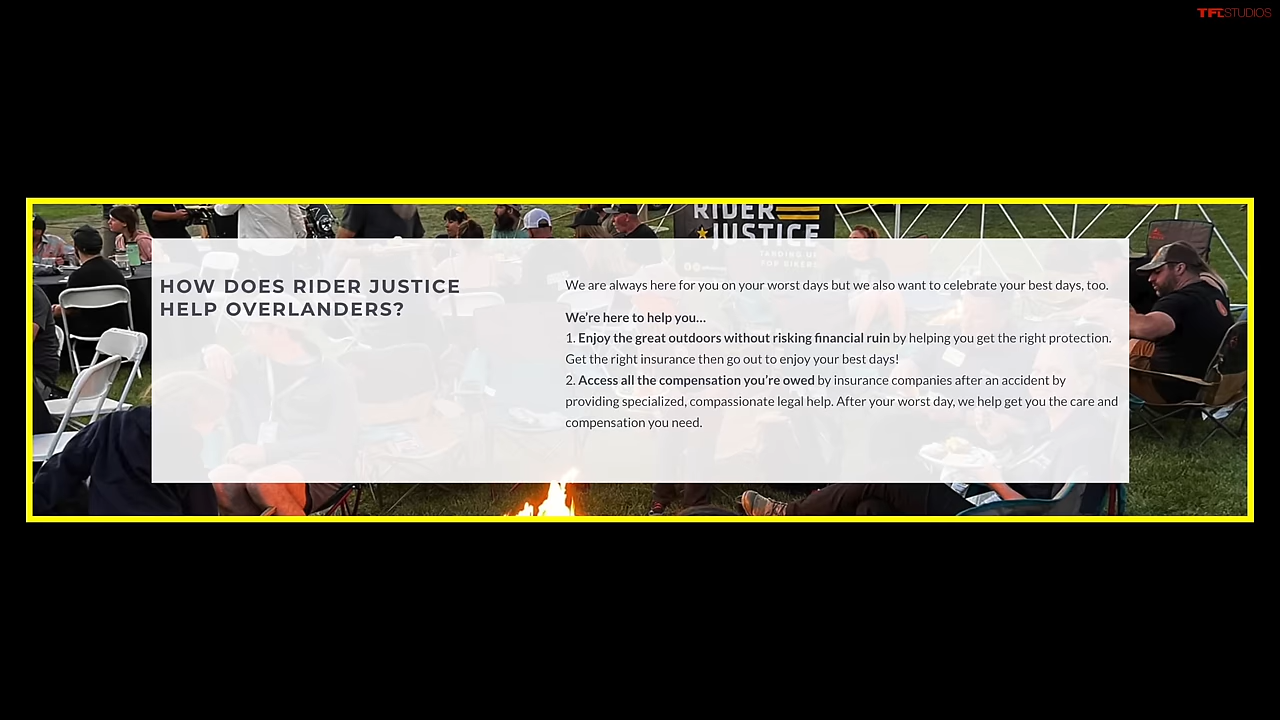 TFLSTUDIOS
RIDER
JUSTICE
HOW DOES RIDER JUSTICE
HELP OVERLANDERS?
We are always here for you on your worst days but we also want to celebrate your best days, too.
We're here to help you...
1. Enjoy the great outdoors without risking financial ruin by helping you get the right protection.
Get the right insurance then go out to enjoy your best days!
2. Access all the compensation you're owed by insurance companies after an accident by
providing specialized, compassionate legal help. After your worst day, we help get you the care and
compensation you need.